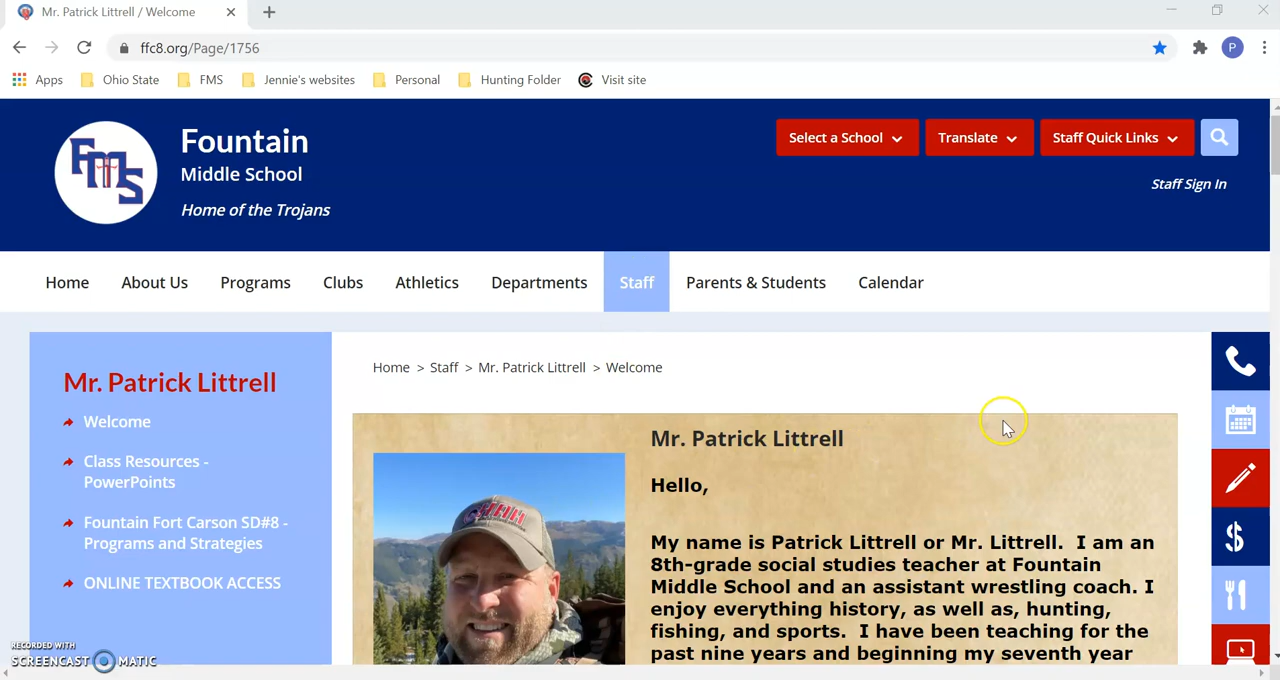 Mr. Patrick Littrell / Welcome
ffc8.org/Page/1756
P
Apps Ohio State FMS Jennie's websites Personal Hunting Folder Visit site
FMS
Fountain
Middle School
Home of the Trojans
Select a School Translate Staff Quick Links
Staff Sign In
Home About Us Programs Clubs Athletics Departments Staff Parents & Students Calendar
Mr. Patrick Littrell
Welcome
Class Resources -
PowerPoints
Fountain Fort Carson SD#8 -
Programs and Strategies
ONLINE TEXTBOOK ACCESS
Home > Staff > Mr. Patrick Littrell > Welcome
Mr. Patrick Littrell
Hello,
My name is Patrick Littrell or Mr. Littrell. I am an
8th-grade social studies teacher at Fountain
Middle School and an assistant wrestling coach. I
enjoy everything history, as well as, hunting,
fishing, and sports. I have been teaching for the
past nine years and beginning my seventh year
$
RECORDED WITH
SCREENCAST MATIC